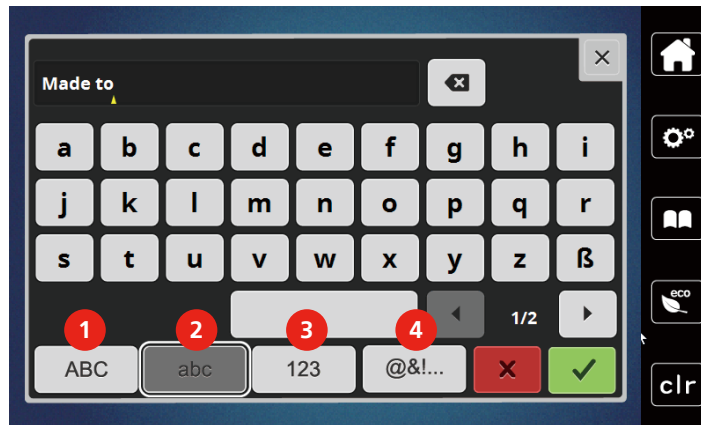 Made to
a b c d e f g h i
j k l m n o p q r
s t u v w x y z ß
1/2
1 2 3 4
ABC abc 123 @&!...
eco
clr